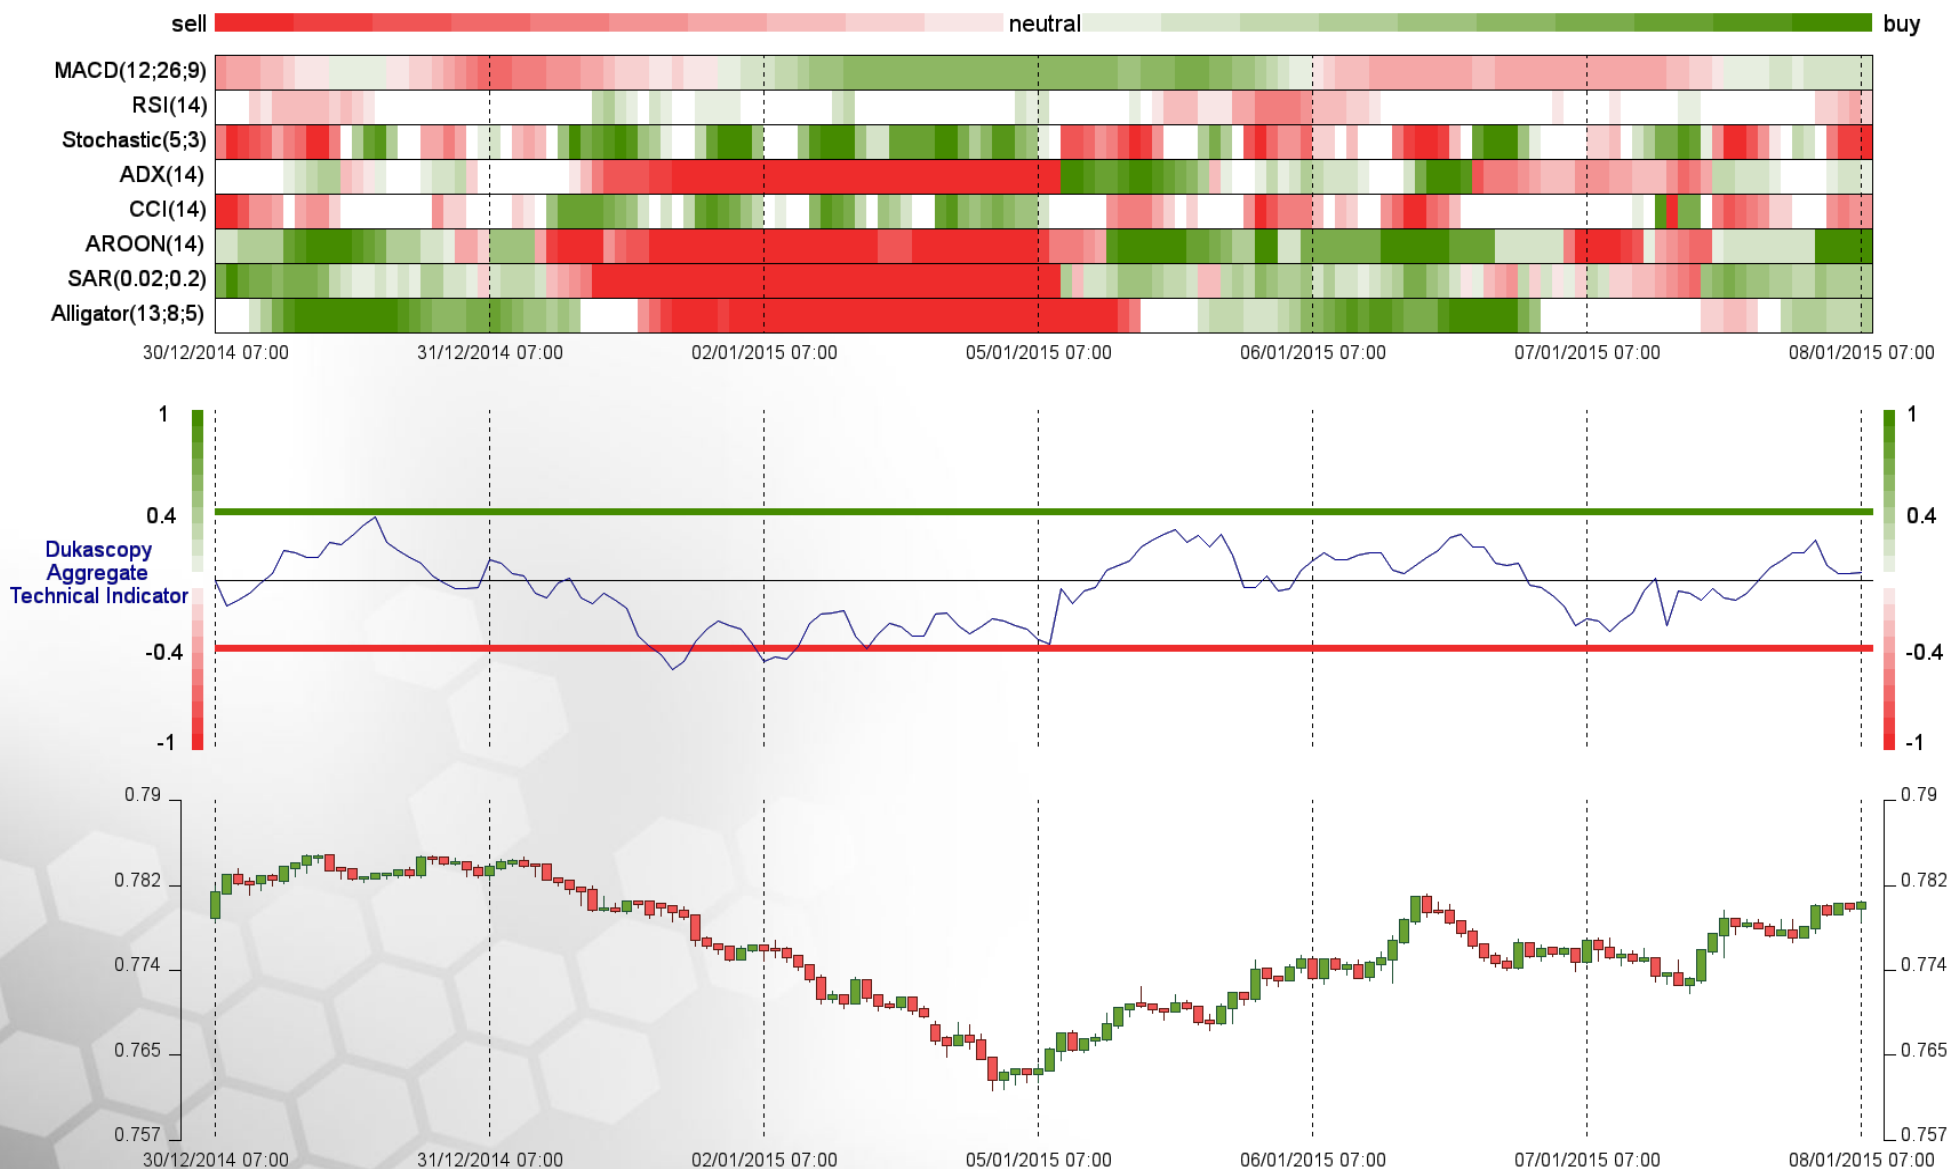 sell neutral buy
MACD(12;26;9)
RSI(14)
Stochastic(5;3)
ADX(14)
CCI(14)
AROON(14)
SAR(0.02;0.2)
Alligator(13;8;5)
30/12/2014 07:00 31/12/2014 07:00 02/01/2015 07:00 05/01/2015 07:00 06/01/2015 07:00 07/01/2015 07:00 08/01/2015 07:00
1 1
0.4 0.4
Dukascopy
Aggregate
Technical Indicator
-0.4 -0.4
-1 -1
0.79 0.79
0.782 0.782
0.774 0.774
0.765 0.765
0.757 0.757
30/12/2014 07:00 31/12/2014 07:00 02/01/2015 07:00 05/01/2015 07:00 06/01/2015 07:00 07/01/2015 07:00 08/01/2015 07:00